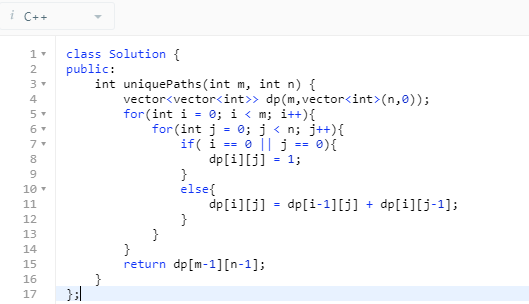 i C++
1 class Solution {
2 public:
3     int uniquePaths(int m, int n) {
4         vector<vector<int>> dp(m,vector<int>(n,0));
5         for(int i = 0; i < m; i++){
6             for(int j = 0; j < n; j++){
7                 if( i == 0 || j == 0){
8                     dp[i][j] = 1;
9                 }
10                 else{
11                     dp[i][j] = dp[i-1][j] + dp[i][j-1];
12                 }
13             }
14         }
15         return dp[m-1][n-1];
16     }
17 };